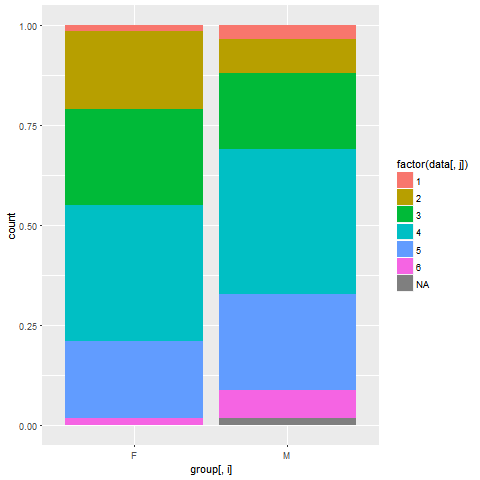 1.00
0.75
0.50
0.25
0.00
count
F
M
group[, i]
factor(data[, j])
1
2
3
4
5
6
NA